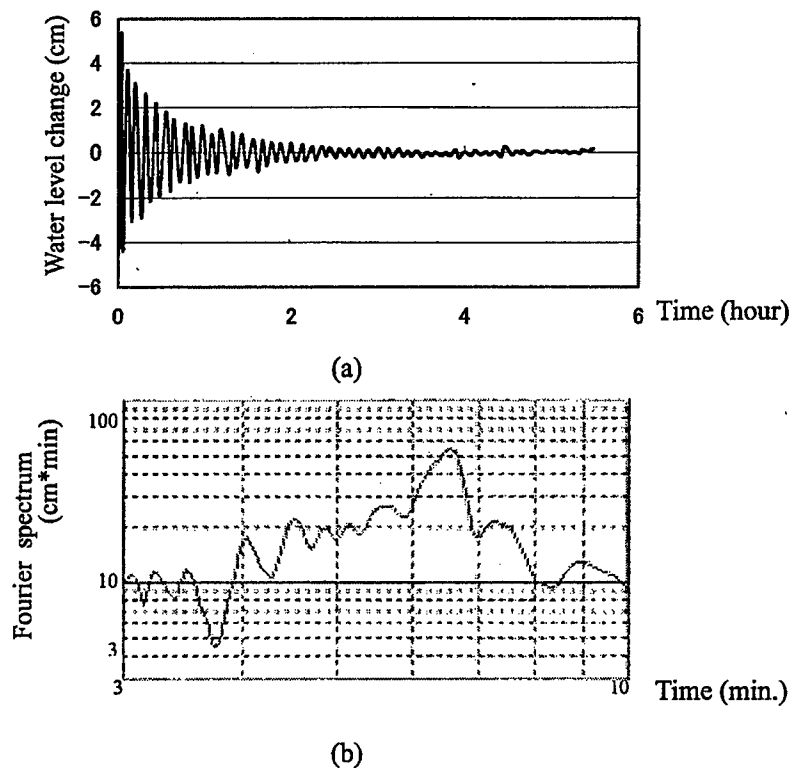 Water level change (cm)
6
4
2
0
−2
−4
−6
0 2 4 6 Time (hour)
(a)
Fourier spectrum
(cm*min)
100
10
3
3 10 Time (min.)
(b)